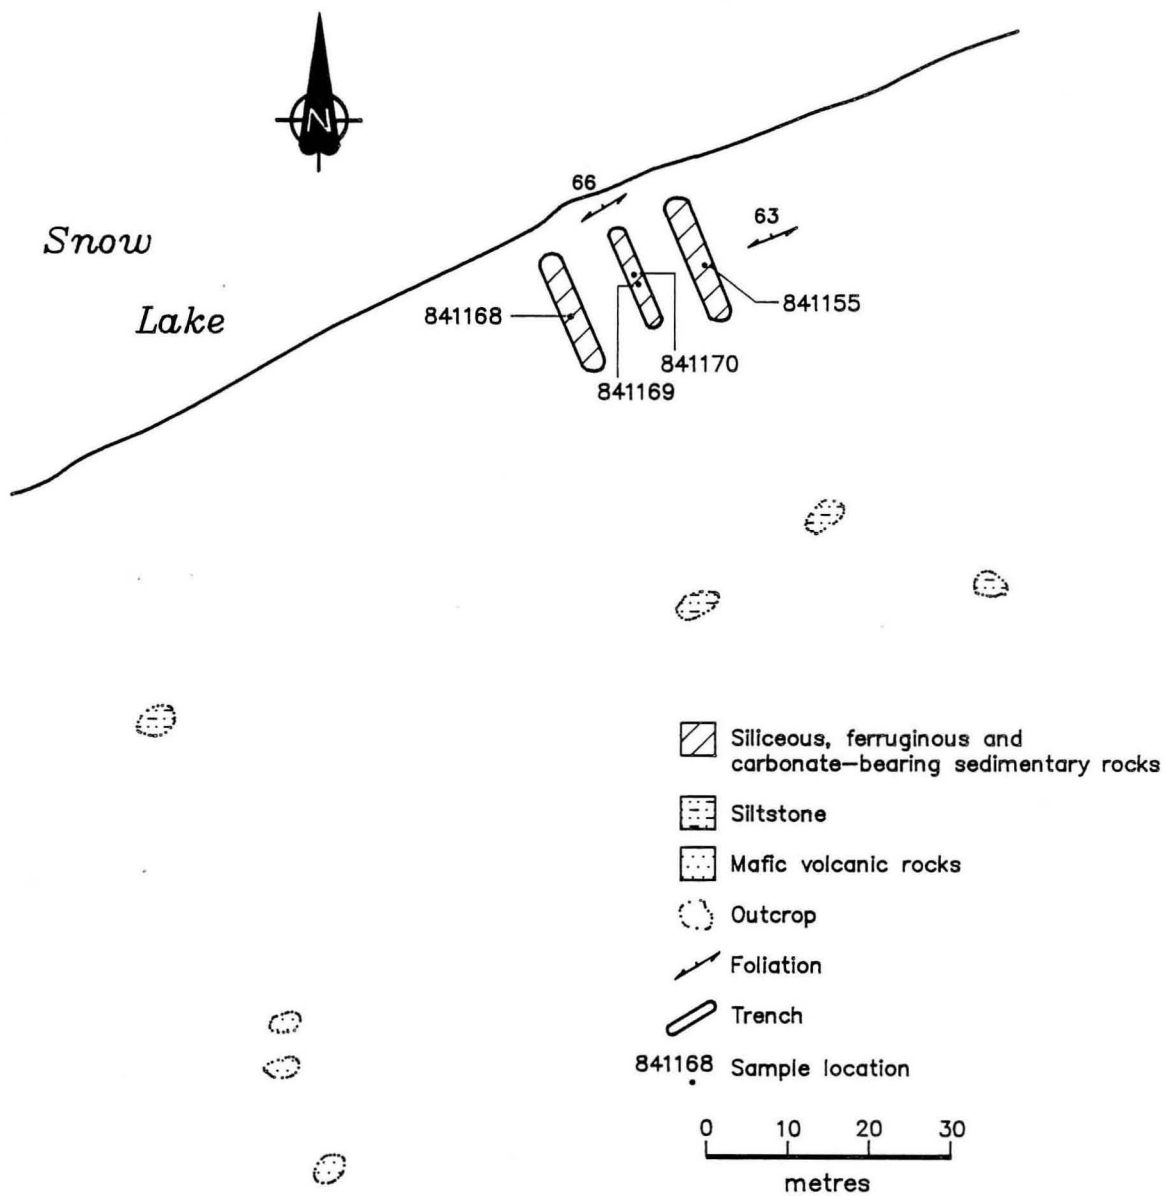 N
Snow
Lake
66
63
841168
841155
841170
841169
Siliceous, ferruginous and
carbonate-bearing sedimentary rocks
Siltstone
Mafic volcanic rocks
Outcrop
Foliation
Trench
841168 Sample location
0 10 20 30
metres